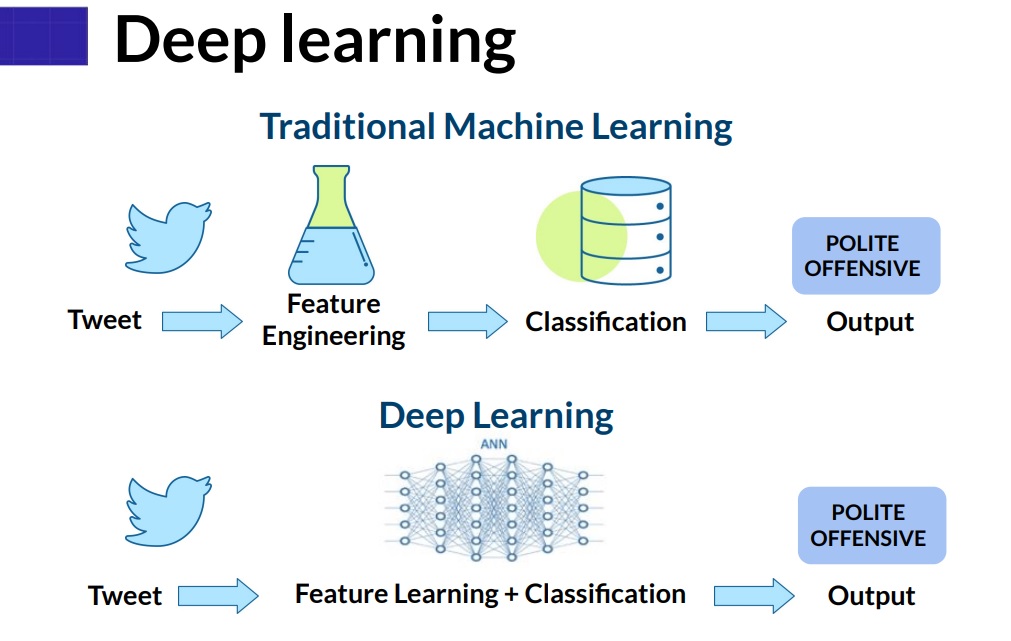 Deep learning
Traditional Machine Learning
POLITE
OFFENSIVE
Tweet
Feature
Engineering
Classification
Output
Deep Learning
ANN
POLITE
OFFENSIVE
Tweet
Feature Learning + Classification
Output